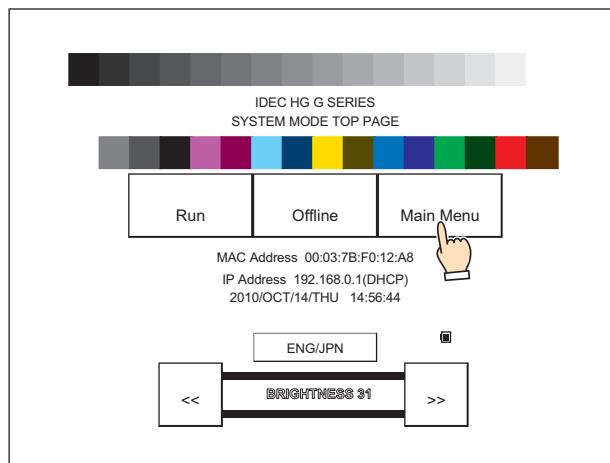 IDEC HG G SERIES
SYSTEM MODE TOP PAGE
Run Offline Main Menu
MAC Address 00:03:7B:F0:12:A8
IP Address 192.168.0.1(DHCP)
2010/OCT/14/THU 14:56:44
ENG/JPN
<< BRIGHTNESS 31 >>